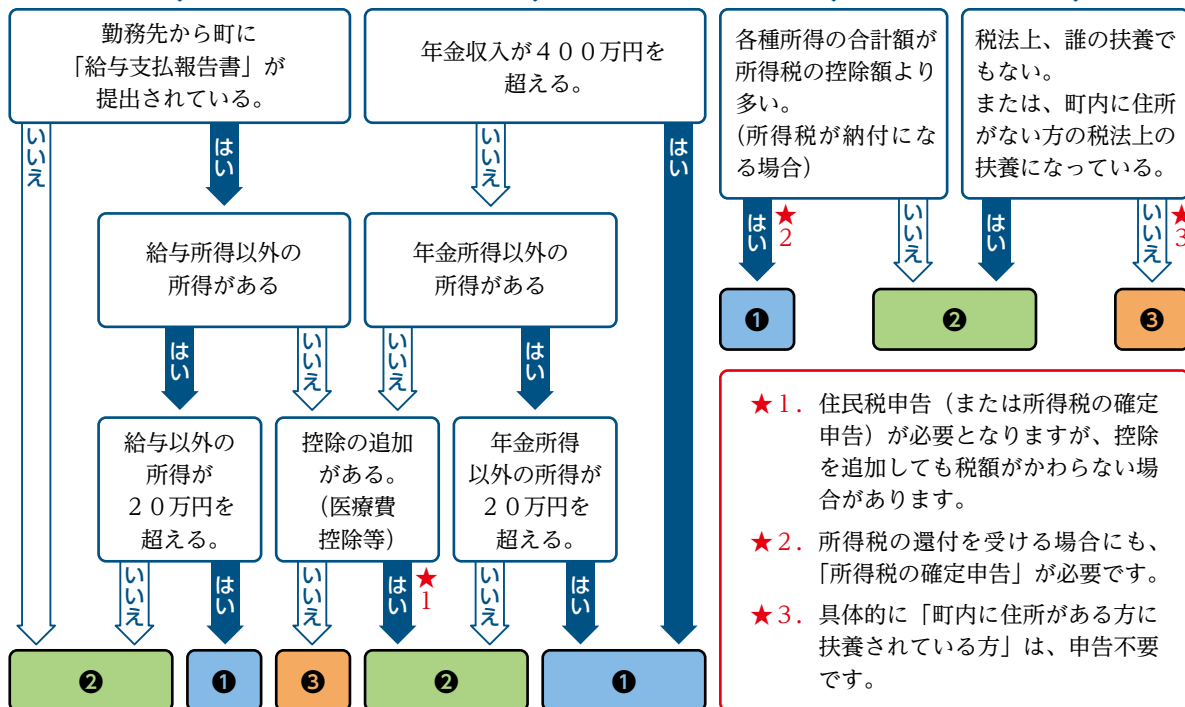 勤務先から町に
「給与支払報告書」が
提出されている。
年金収入が４００万円を
超える。
各種所得の合計額が
所得税の控除額より
多い。
(所得税が納付にな
る場合)
税法上、誰の扶養で
もない。
または、町内に住所
がない方の税法上の
扶養になっている。
いいえ
はい
いいえ
はい
はい
★
2
いいえ
はい
いいえ
★
3
給与所得以外の
所得がある
年金所得以外の
所得がある
❶
❷
❸
はい
いいえ
いいえ
はい
給与以外の
所得が
２０万円を
超える。
控除の追加
がある。
(医療費
控除等)
年金所得
以外の所得が
２０万円を
超える。
いいえ
はい
いいえ
はい
★
1
いいえ
はい
❷
❶
❸
❷
❶
★１．住民税申告（または所得税の確定
申告）が必要となりますが、控除
を追加しても税額がかわらない場
合があります。
★２．所得税の還付を受ける場合にも、
「所得税の確定申告」が必要です。
★３．具体的に「町内に住所がある方に
扶養されている方」は、申告不要
です。